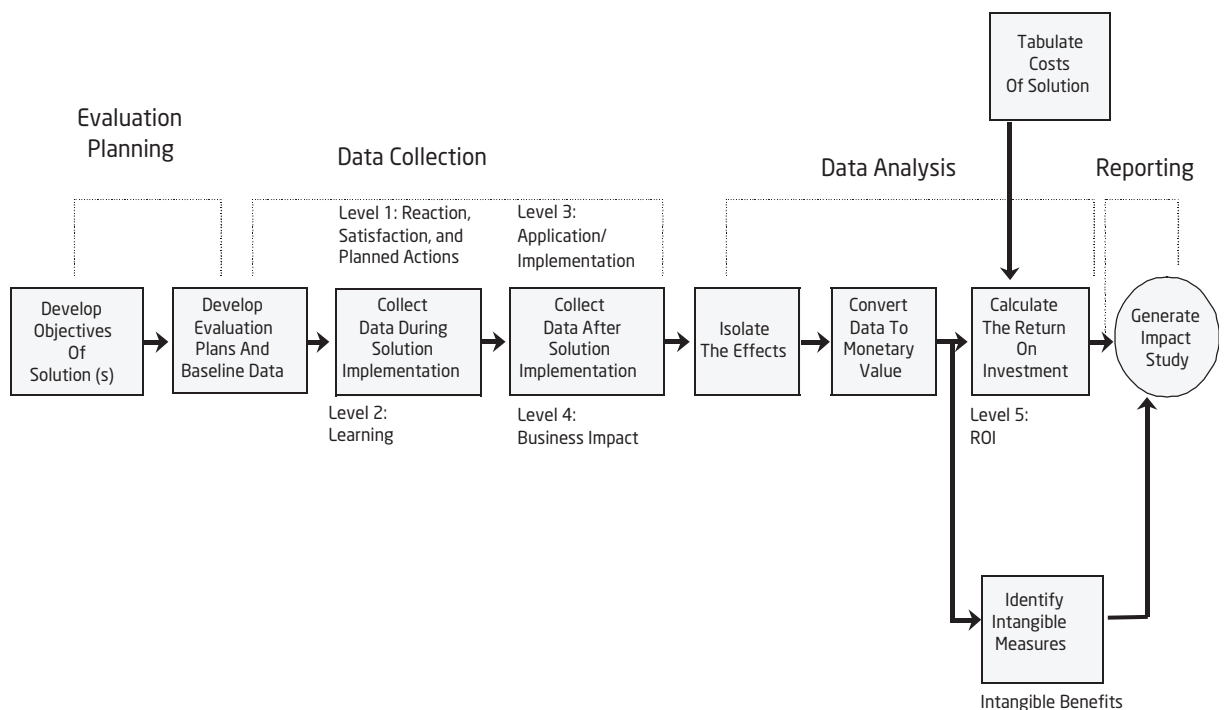 Tabulate
Costs
Of Solution
Evaluation
Planning
Data Collection
Data Analysis
Reporting
Level 1: Reaction,
Satisfaction, and
Planned Actions
Level 3:
Application/
Implementation
Develop
Objectives
Of
Solution (s)
Develop
Evaluation
Plans And
Baseline Data
Collect
Data During
Solution
Implementation
Collect
Data After
Solution
Implementation
Isolate
The Effects
Convert
Data To
Monetary
Value
Calculate
The Return
On
Investment
Generate
Impact
Study
Level 2:
Learning
Level 4:
Business Impact
Level 5:
ROI
Identify
Intangible
Measures
Intangible Benefits